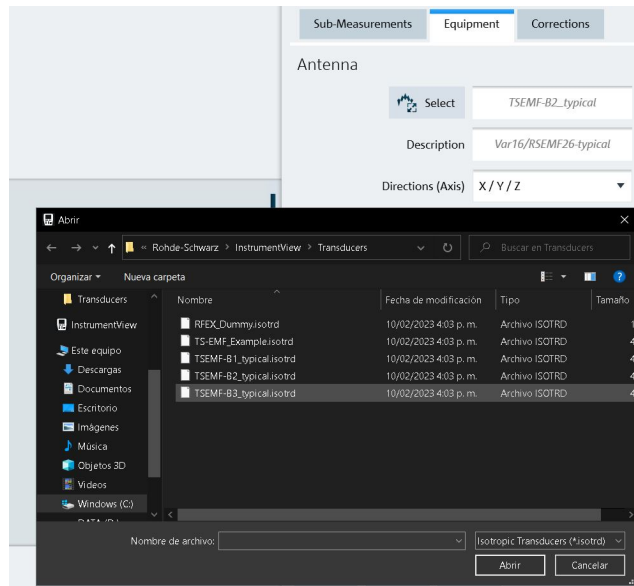 Sub-Measurements Equipment Corrections
Antenna
Select TSEMF-B2_typical
Description Var16/RSEMF26-typical
Directions (Axis) X / Y / Z
Abrir
« Rohde-Schwarz > InstrumentView > Transducers Buscar en Transducers
Organizar Nueva carpeta
Transducers
InstrumentView
Este equipo
Descargas
Documentos
Escritorio
Imágenes
Música
Objetos 3D
Videos
Windows (C:)
Nombre Fecha de modificación Tipo Tamaño
RFEX_Dummy.isotrd 10/02/2023 4:03 p. m. Archivo ISOTRD 1
TS-EMF_Example.isotrd 10/02/2023 4:03 p. m. Archivo ISOTRD 4
TSEMF-B1_typical.isotrd 10/02/2023 4:03 p. m. Archivo ISOTRD 4
TSEMF-B2_typical.isotrd 10/02/2023 4:03 p. m. Archivo ISOTRD 4
TSEMF-B3_typical.isotrd 10/02/2023 4:03 p. m. Archivo ISOTRD 4
Nombre de archivo: Isotropic Transducers (*.isotrd)
Abrir Cancelar